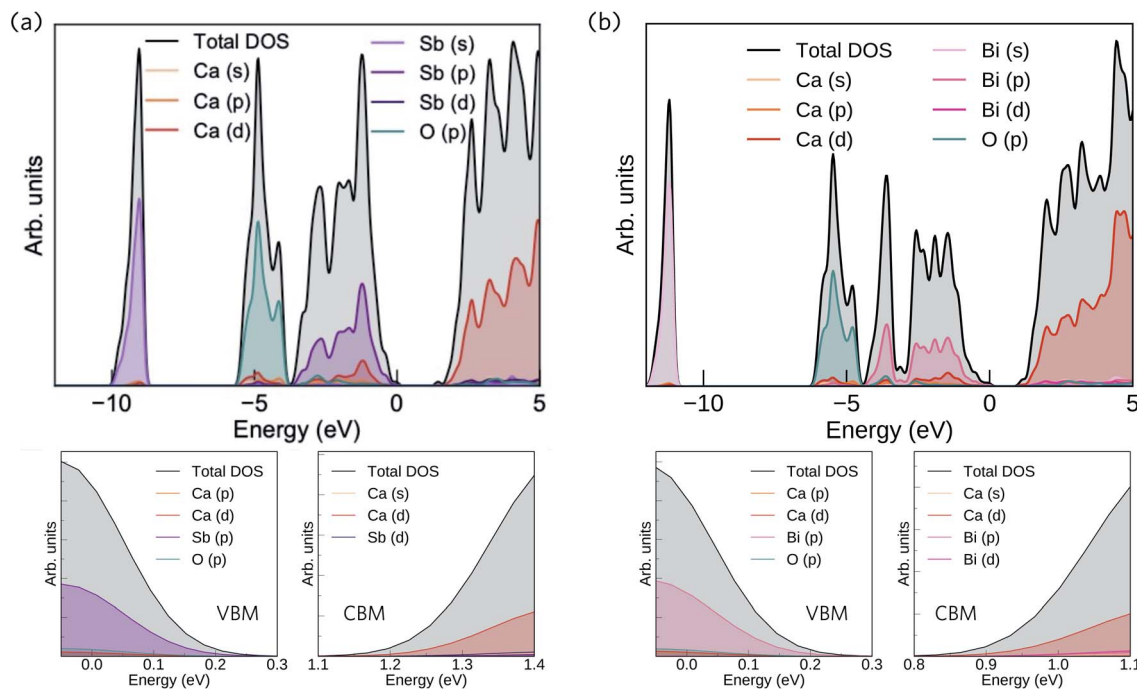 (a)
Total DOS
Ca (s)
Ca (p)
Ca (d)
Sb (s)
Sb (p)
Sb (d)
O (p)
Arb. units
−10 −5 0 5
Energy (eV)
(b)
Total DOS
Ca (s)
Ca (p)
Ca (d)
Bi (s)
Bi (p)
Bi (d)
O (p)
Arb. units
−10 −5 0 5
Energy (eV)
Total DOS
Ca (p)
Ca (d)
Sb (p)
O (p)
VBM
Arb. units
0.0 0.1 0.2 0.3
Energy (eV)
Total DOS
Ca (s)
Ca (d)
Sb (d)
CBM
Arb. units
1.1 1.2 1.3 1.4
Energy (eV)
Total DOS
Ca (p)
Ca (d)
Bi (p)
O (p)
VBM
Arb. units
0.0 0.1 0.2 0.3
Energy (eV)
Total DOS
Ca (s)
Ca (d)
Bi (p)
Bi (d)
CBM
Arb. units
0.8 0.9 1.0 1.1
Energy (eV)